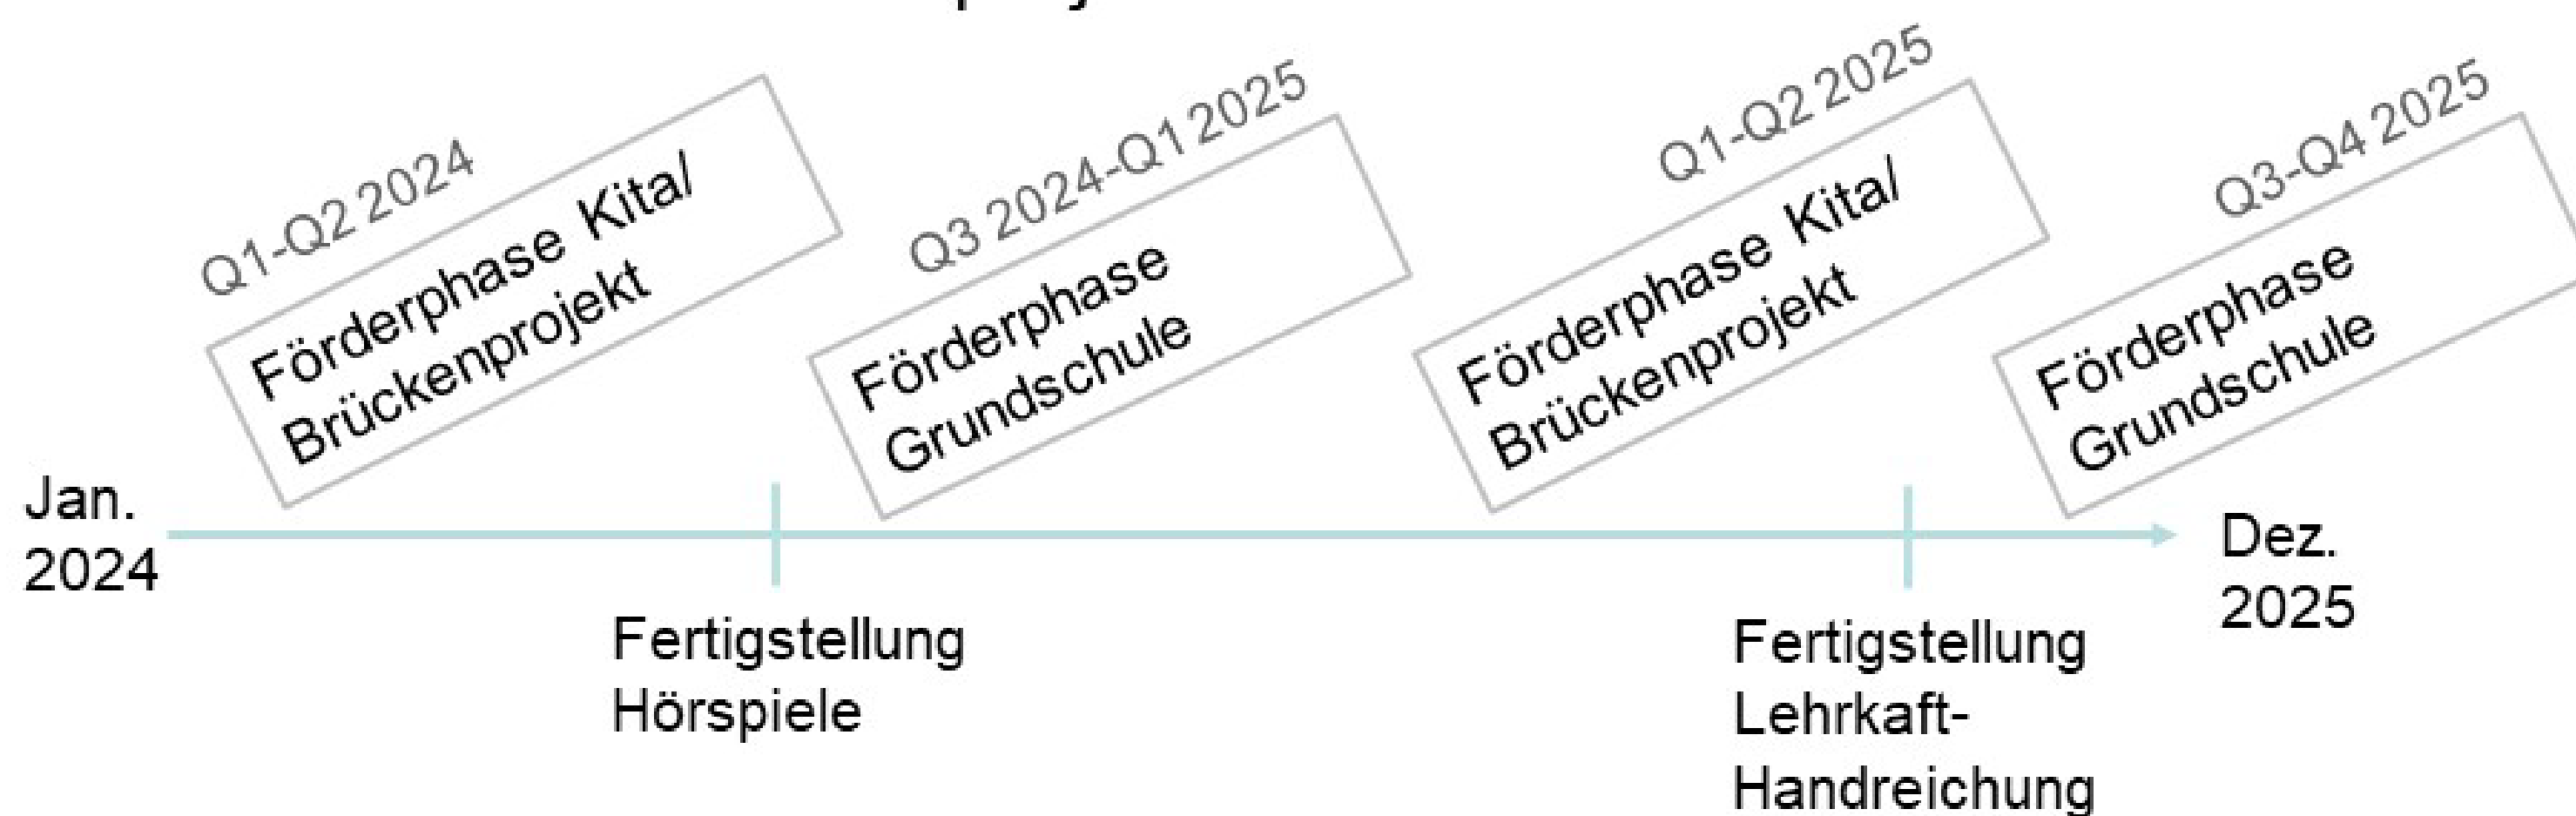 Q1-Q2 2024
Förderphase Kita/
Brückenprojekt
Q3 2024-Q1 2025
Förderphase
Grundschule
Q1-Q2 2025
Förderphase Kita/
Brückenprojekt
Q3-Q4 2025
Förderphase
Grundschule
Jan.
2024
Dez.
2025
Fertigstellung
Hörspiele
Fertigstellung
Lehrkaft-
Handreichung